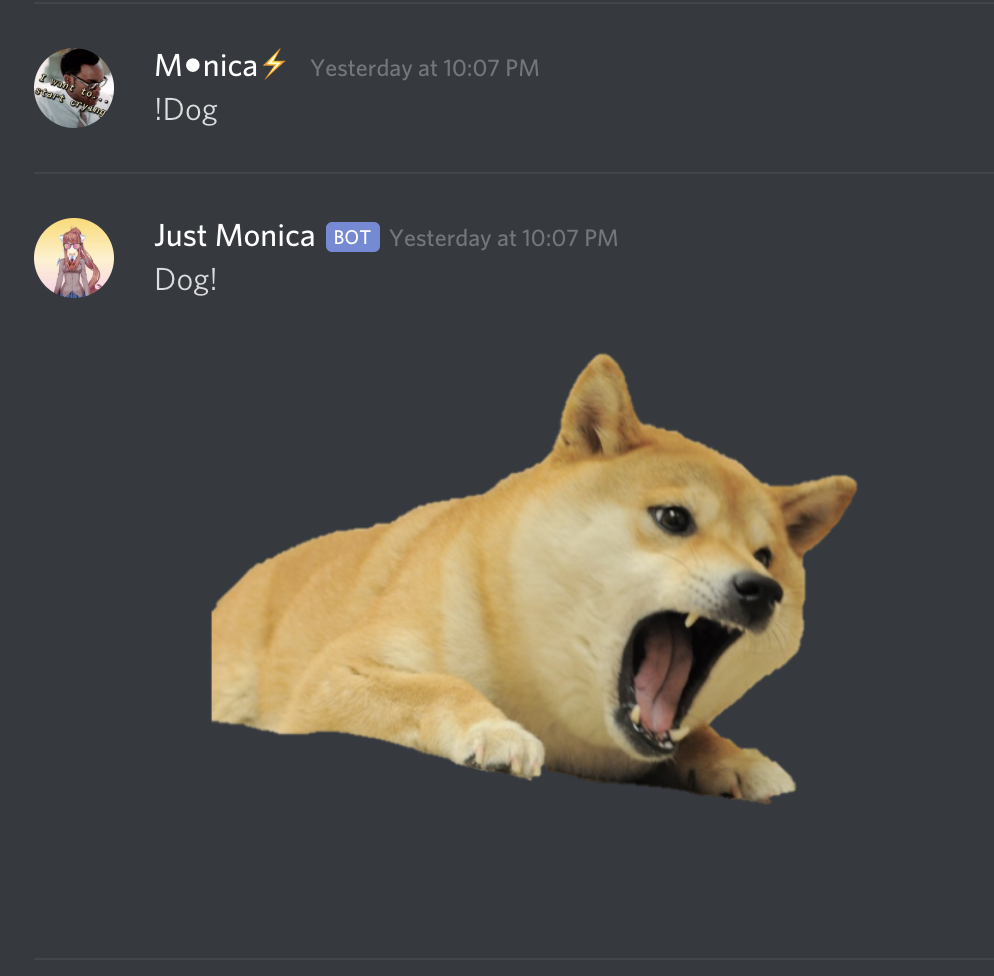 M●nica⚡ Yesterday at 10:07 PM
!Dog
I want to...
start crying
Just Monica BOT Yesterday at 10:07 PM
Dog!